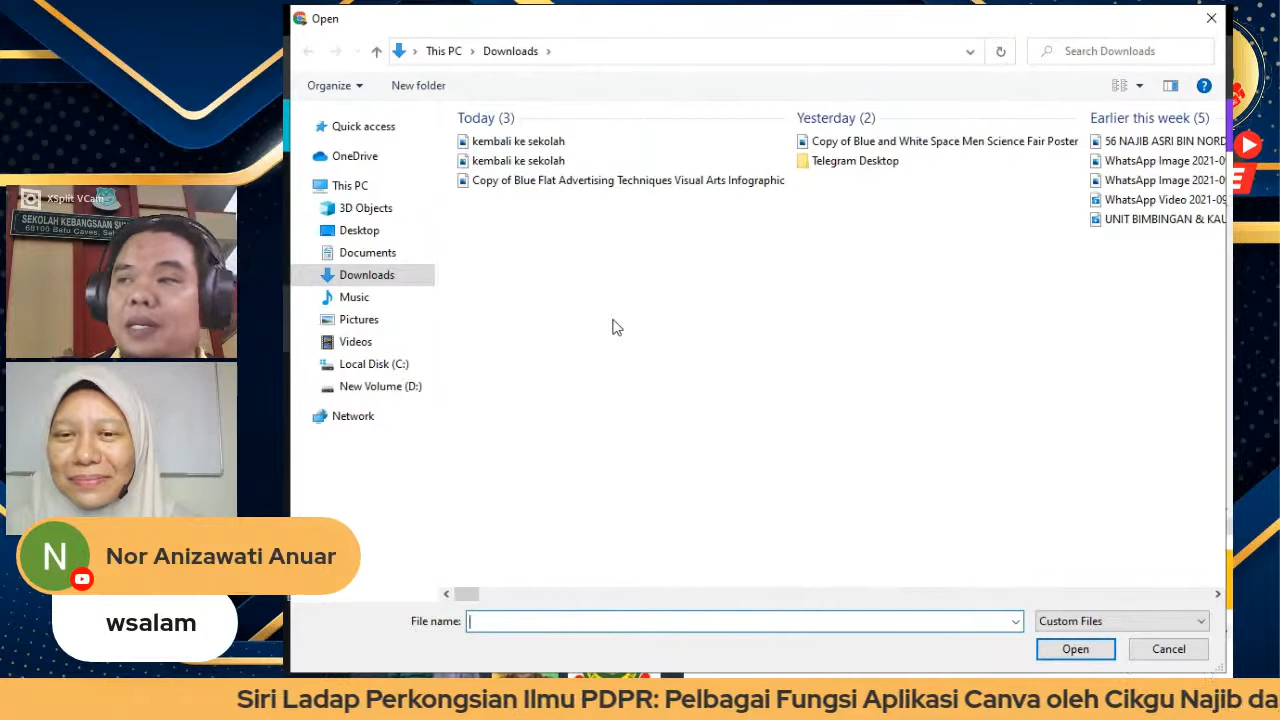 Open
This PC
Downloads
Search Downloads
Organize
New folder
Quick access
OneDrive
This PC
3D Objects
Desktop
Documents
Downloads
Music
Pictures
Videos
Local Disk (C:)
New Volume (D:)
Network
Today (3)
kembali ke sekolah
kembali ke sekolah
Copy of Blue Flat Advertising Techniques Visual Arts Infographic
Yesterday (2)
Copy of Blue and White Space Men Science Fair Poster
Telegram Desktop
Earlier this week (5)
56 NAJIB ASRI BIN NORD
WhatsApp Image 2021-0
WhatsApp Image 2021-0
WhatsApp Video 2021-09
UNIT BIMBINGAN & KAU
XSplit VCam
SEKOLAH KEBANGSAAN SU
68100 Batu Caves, Sel
N
Nor Anizawati Anuar
wsalam
File name:
Custom Files
Open
Cancel
Siri Ladap Perkongsian Ilmu PDPR: Pelbagai Fungsi Aplikasi Canva oleh Cikgu Najib da